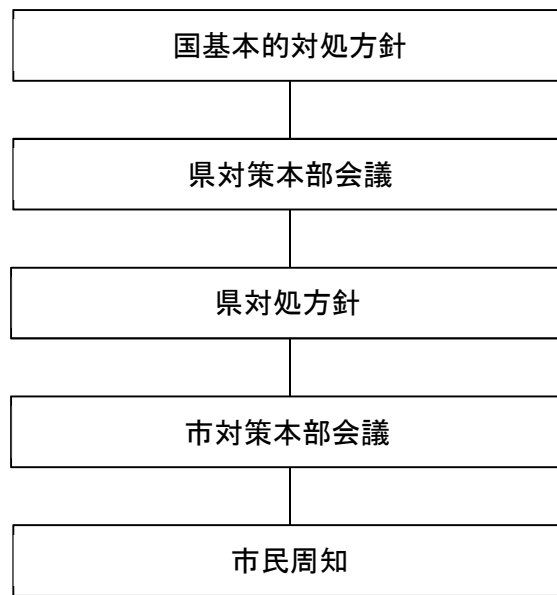 国基本的対処方針
県対策本部会議
県対処方針
市対策本部会議
市民周知